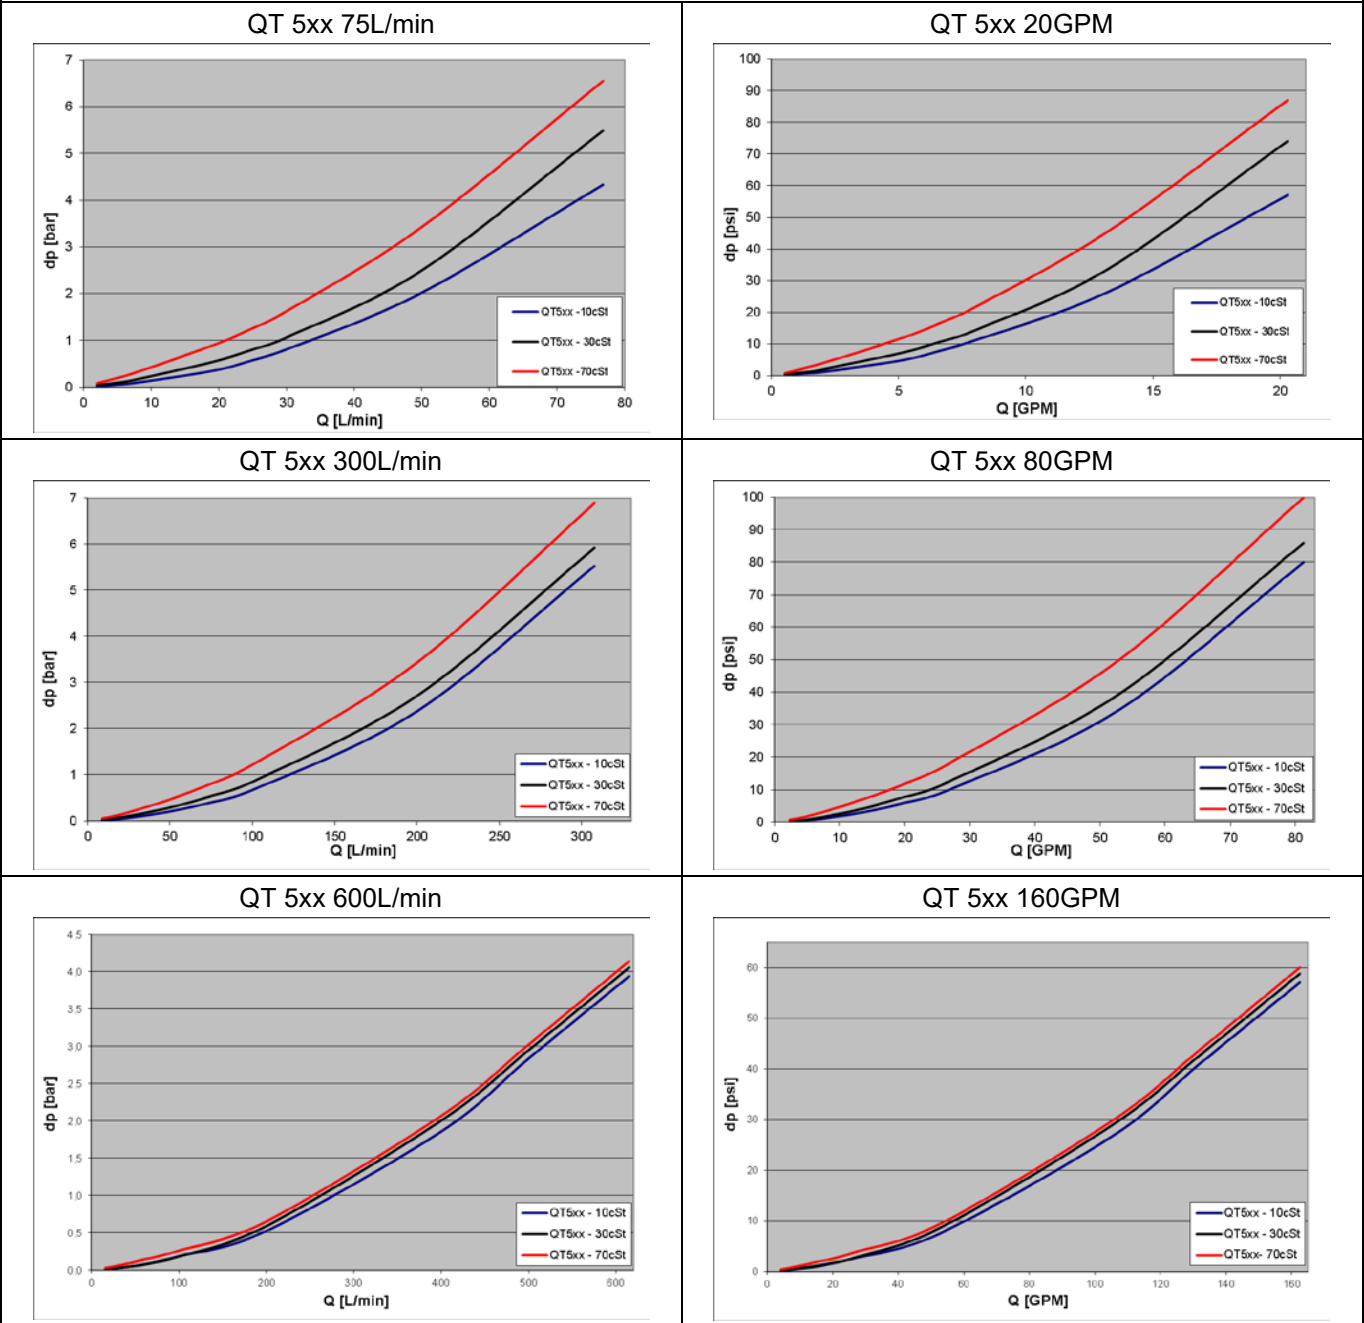 QT 5xx 75L/min
7
6
5
4
3
2
1
0
dp [bar]
0 10 20 30 40 50 60 70 80
Q [L/min]
QT5xx -10cSt
QT5xx - 30cSt
QT5xx -70cSt
QT 5xx 20GPM
100
90
80
70
60
50
40
30
20
10
0
dp [psi]
0 5 10 15 20
Q [GPM]
QT5xx -10cSt
QT5xx - 30cSt
QT5xx -70cSt
QT 5xx 300L/min
7
6
5
4
3
2
1
0
dp [bar]
0 50 100 150 200 250 300
Q [L/min]
QT5xx - 10cSt
QT5xx - 30cSt
QT5xx - 70cSt
QT 5xx 80GPM
100
90
80
70
60
50
40
30
20
10
0
dp [psi]
0 10 20 30 40 50 60 70 80
Q [GPM]
QT5xx - 10cSt
QT5xx - 30cSt
QT5xx - 70cSt
QT 5xx 600L/min
4.5
4.0
3.5
3.0
2.5
2.0
1.5
1.0
0.5
0.0
dp [bar]
0 100 200 300 400 500 600
Q [L/min]
QT5xx - 10cSt
QT5xx - 30cSt
QT5xx - 70cSt
QT 5xx 160GPM
60
50
40
30
20
10
0
dp [psi]
0 20 40 60 80 100 120 140 160
Q [GPM]
QT5xx - 10cSt
QT5xx - 30cSt
QT5xx- 70cSt